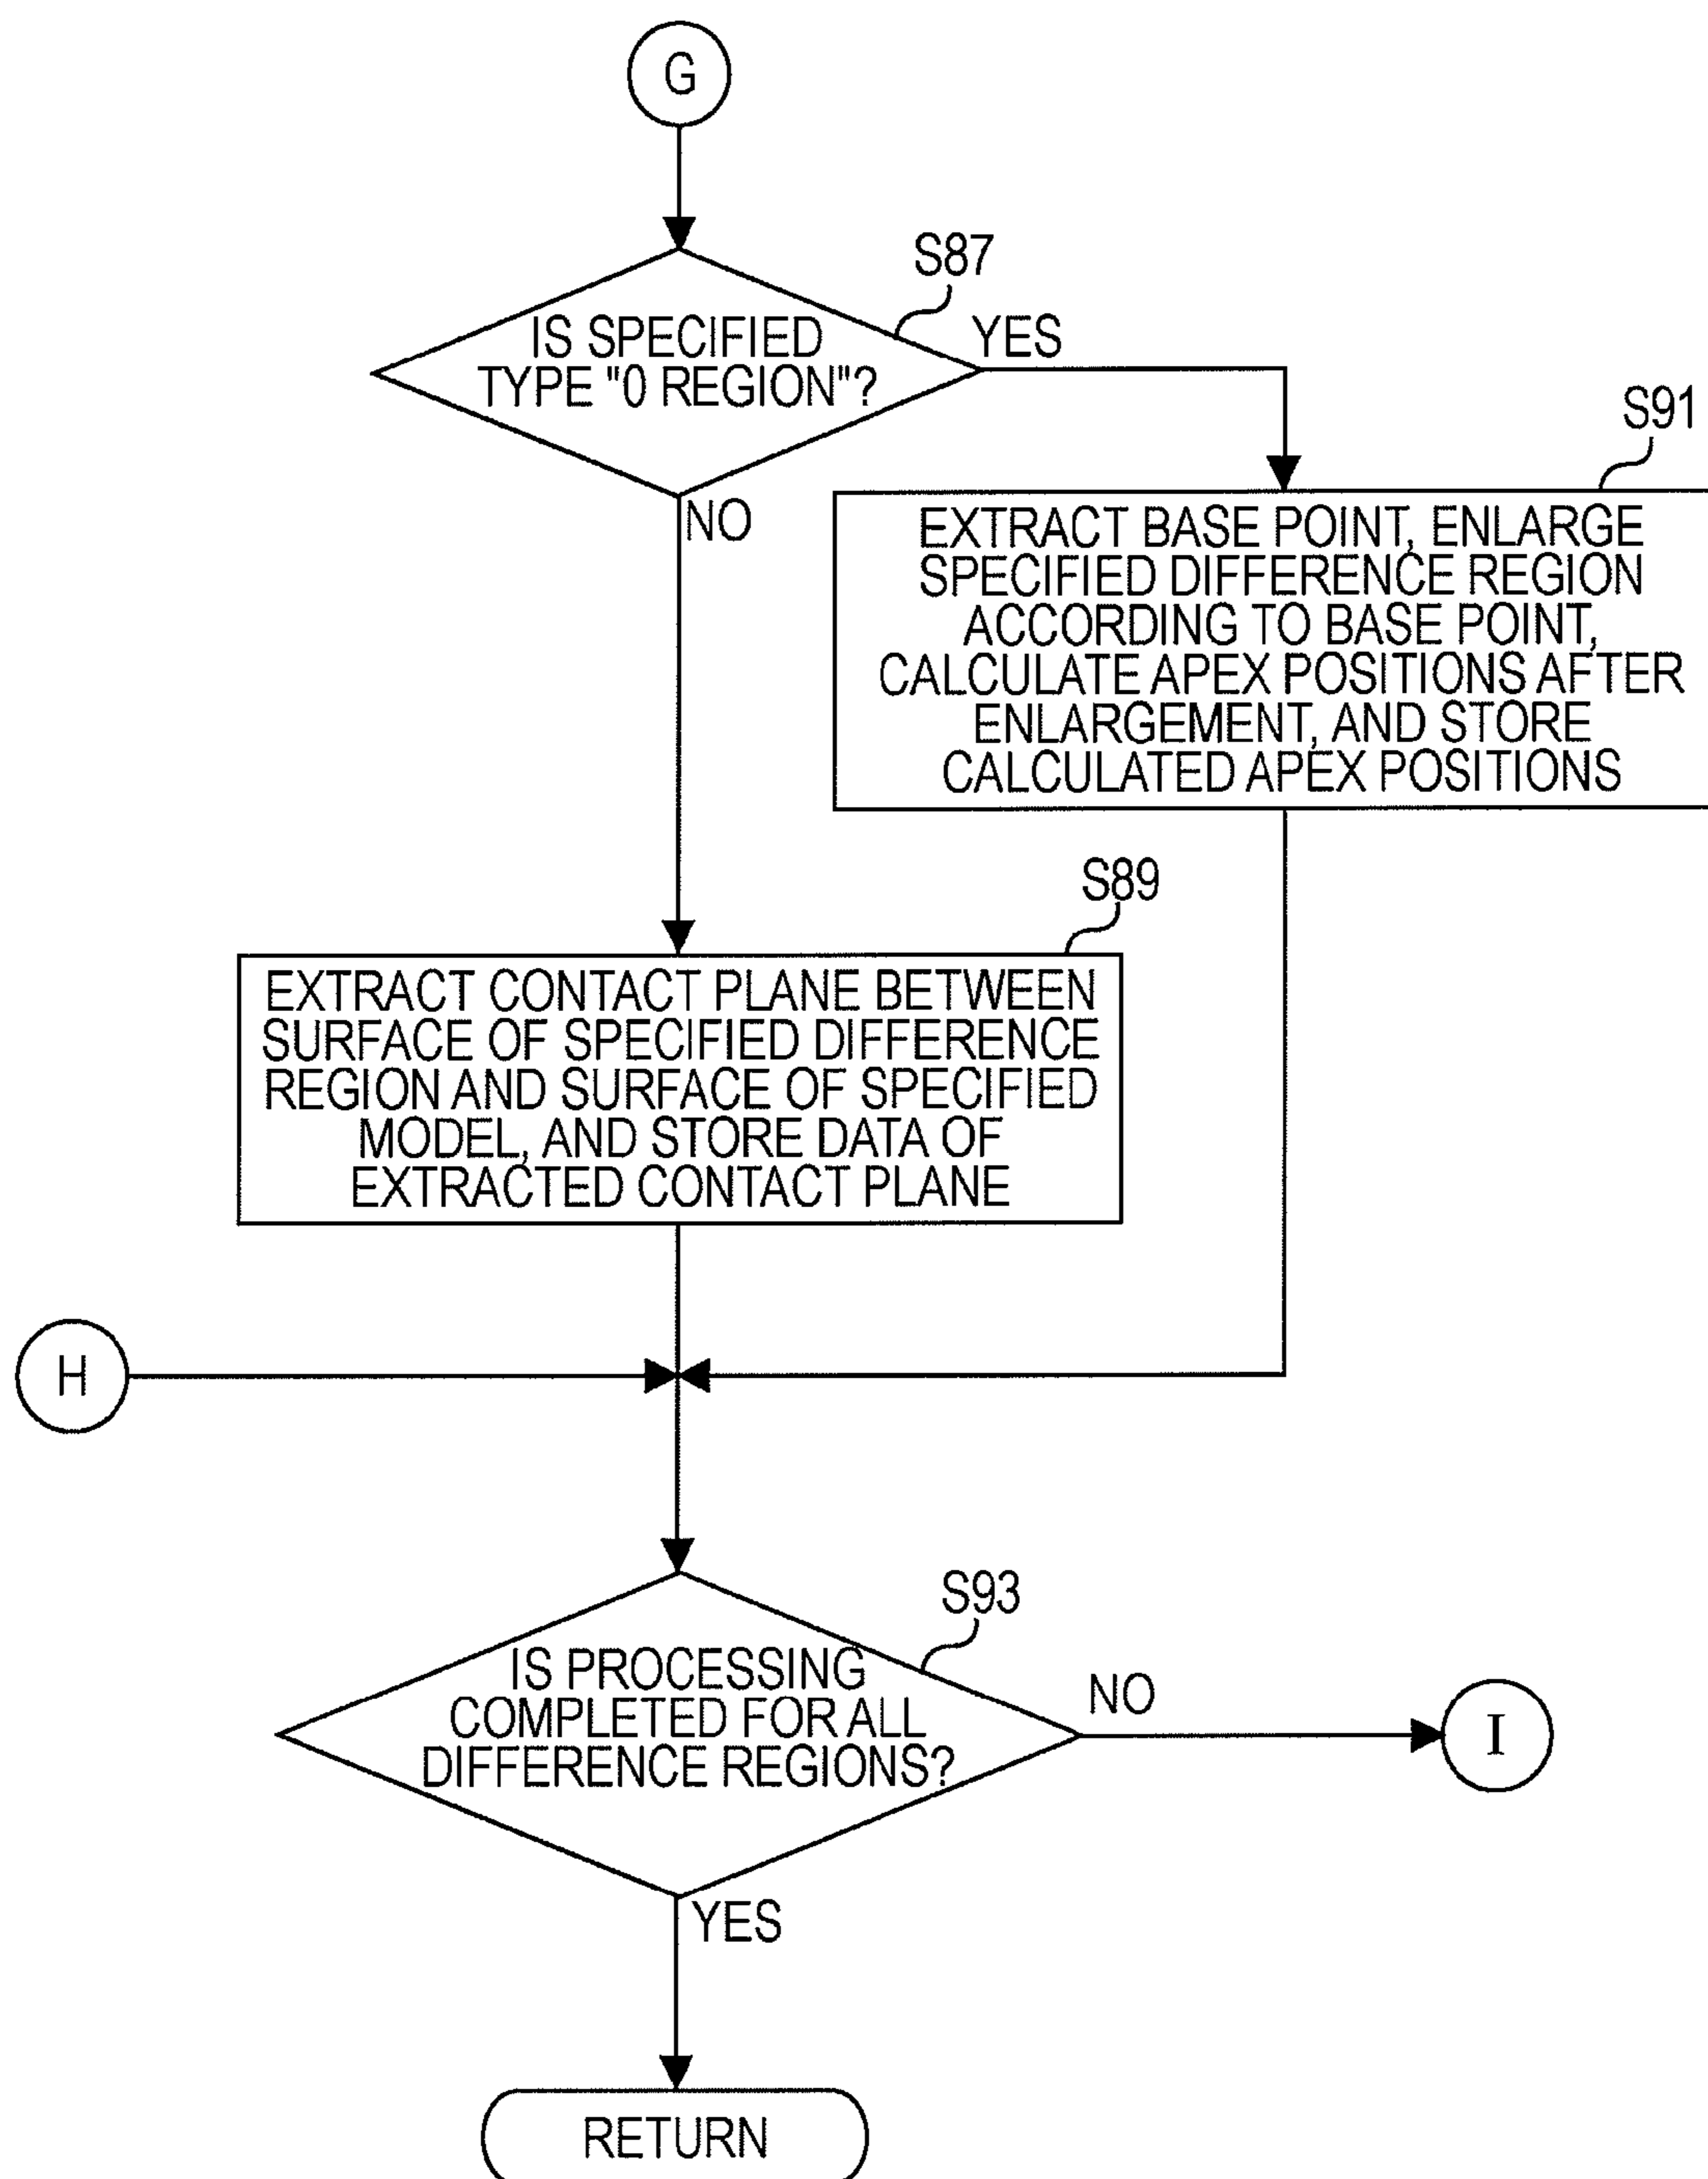 G
S87
IS SPECIFIED
TYPE "0 REGION"?
YES
NO
S91
EXTRACT BASE POINT, ENLARGE
SPECIFIED DIFFERENCE REGION
ACCORDING TO BASE POINT,
CALCULATE APEX POSITIONS AFTER
ENLARGEMENT, AND STORE
CALCULATED APEX POSITIONS
S89
EXTRACT CONTACT PLANE BETWEEN
SURFACE OF SPECIFIED DIFFERENCE
REGION AND SURFACE OF SPECIFIED
MODEL, AND STORE DATA OF
EXTRACTED CONTACT PLANE
H
S93
IS PROCESSING
COMPLETED FOR ALL
DIFFERENCE REGIONS?
NO
I
YES
RETURN